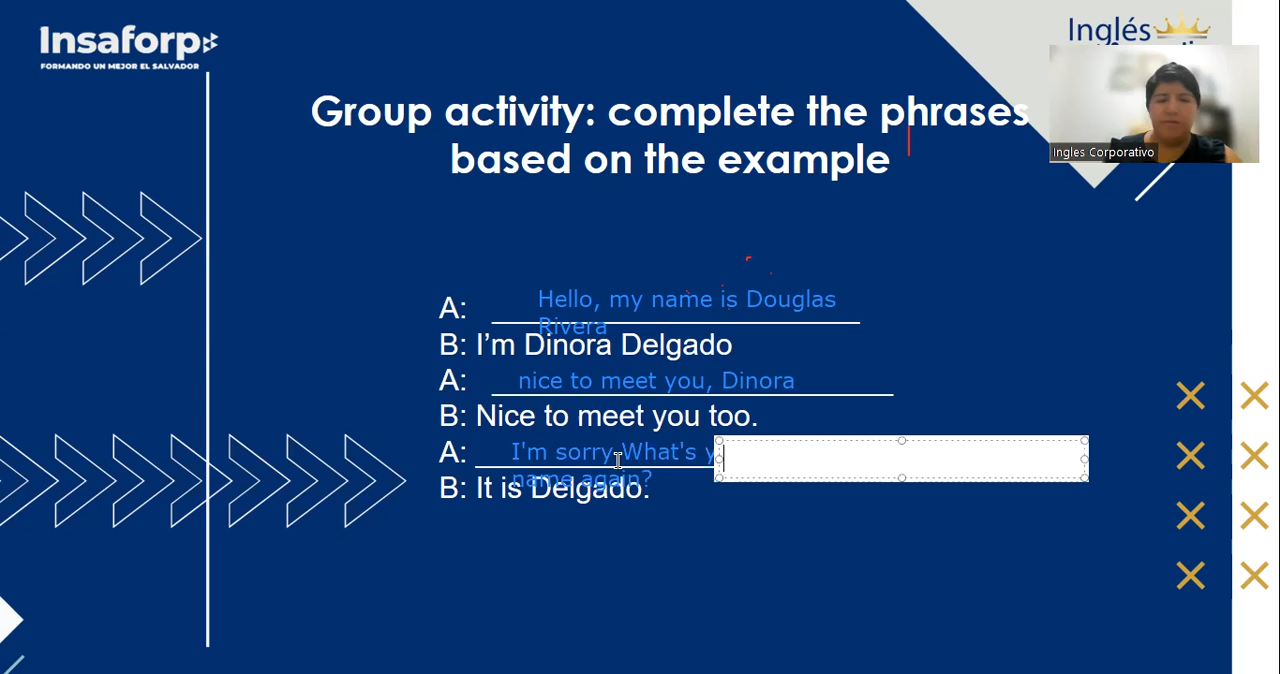 Insaforp
FORMANDO UN MEJOR EL SALVADOR
Inglés
Ingles Corporativo
Group activity: complete the phrases
based on the example
A: Hello, my name is Douglas
Rivera
B: I'm Dinora Delgado
A: nice to meet you, Dinora
B: Nice to meet you too.
A: I'm sorry What's y
name again?
B: It is Delgado.